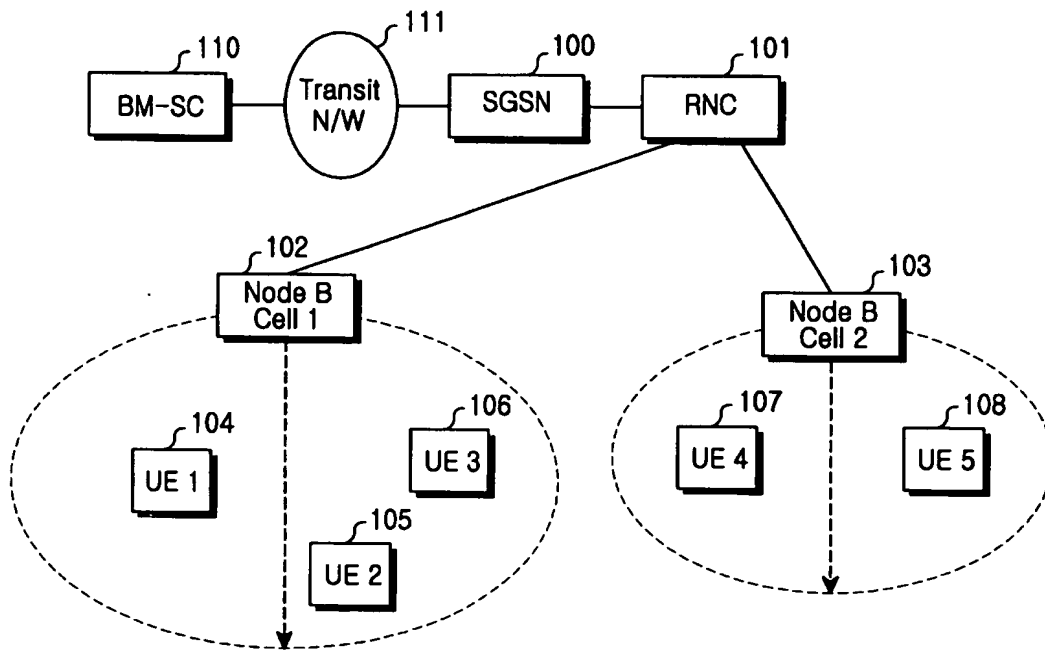 110
111
100
101
BM-SC
Transit
N/W
SGSN
RNC
102
103
Node B
Cell 1
Node B
Cell 2
104
106
107
108
UE 1
UE 3
UE 4
UE 5
105
UE 2